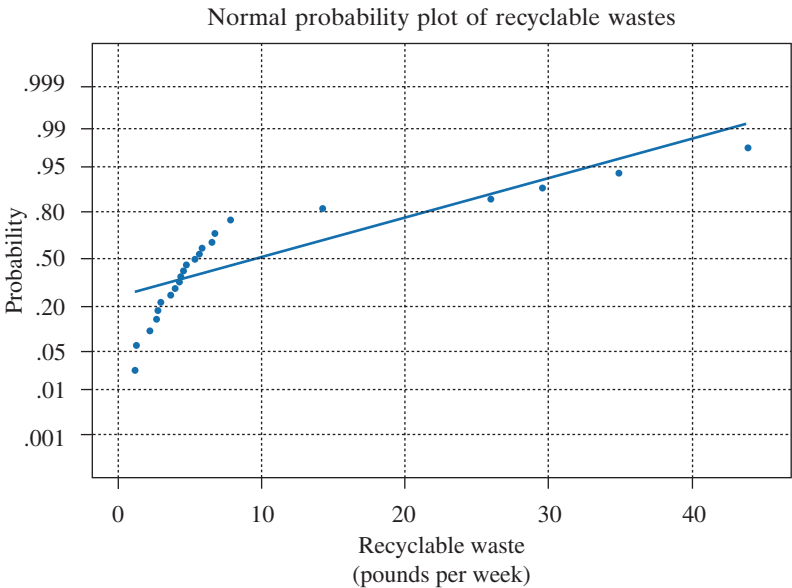 Normal probability plot of recyclable wastes
.999
.99
.95
.80
.50
.20
.05
.01
.001
Probability
0 10 20 30 40
Recyclable waste
(pounds per week)